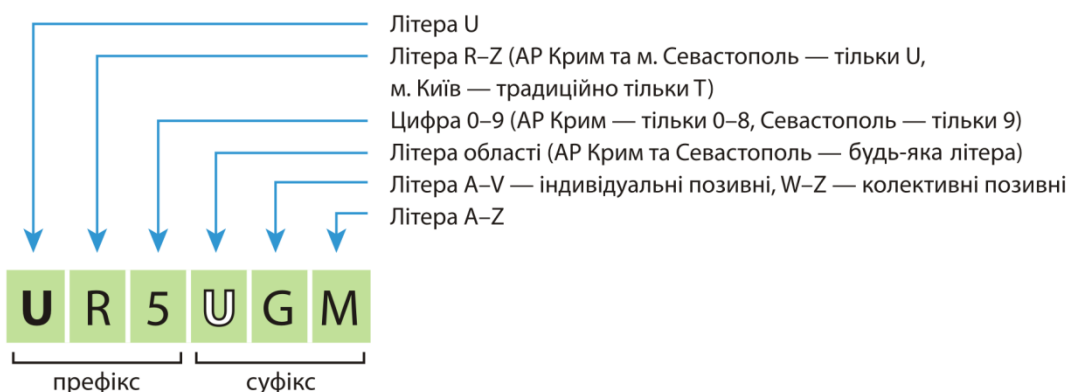 Літера U
Літера R–Z (АР Крим та м. Севастополь — тільки U,
м. Київ — традиційно тільки T)
Цифра 0–9 (АР Крим — тільки 0–8, Севастополь — тільки 9)
Літера області (АР Крим та Севастополь — будь-яка літера)
Літера A–V — індивідуальні позивні, W–Z — колективні позивні
Літера A–Z
U R 5 U G M
префікс суфікс